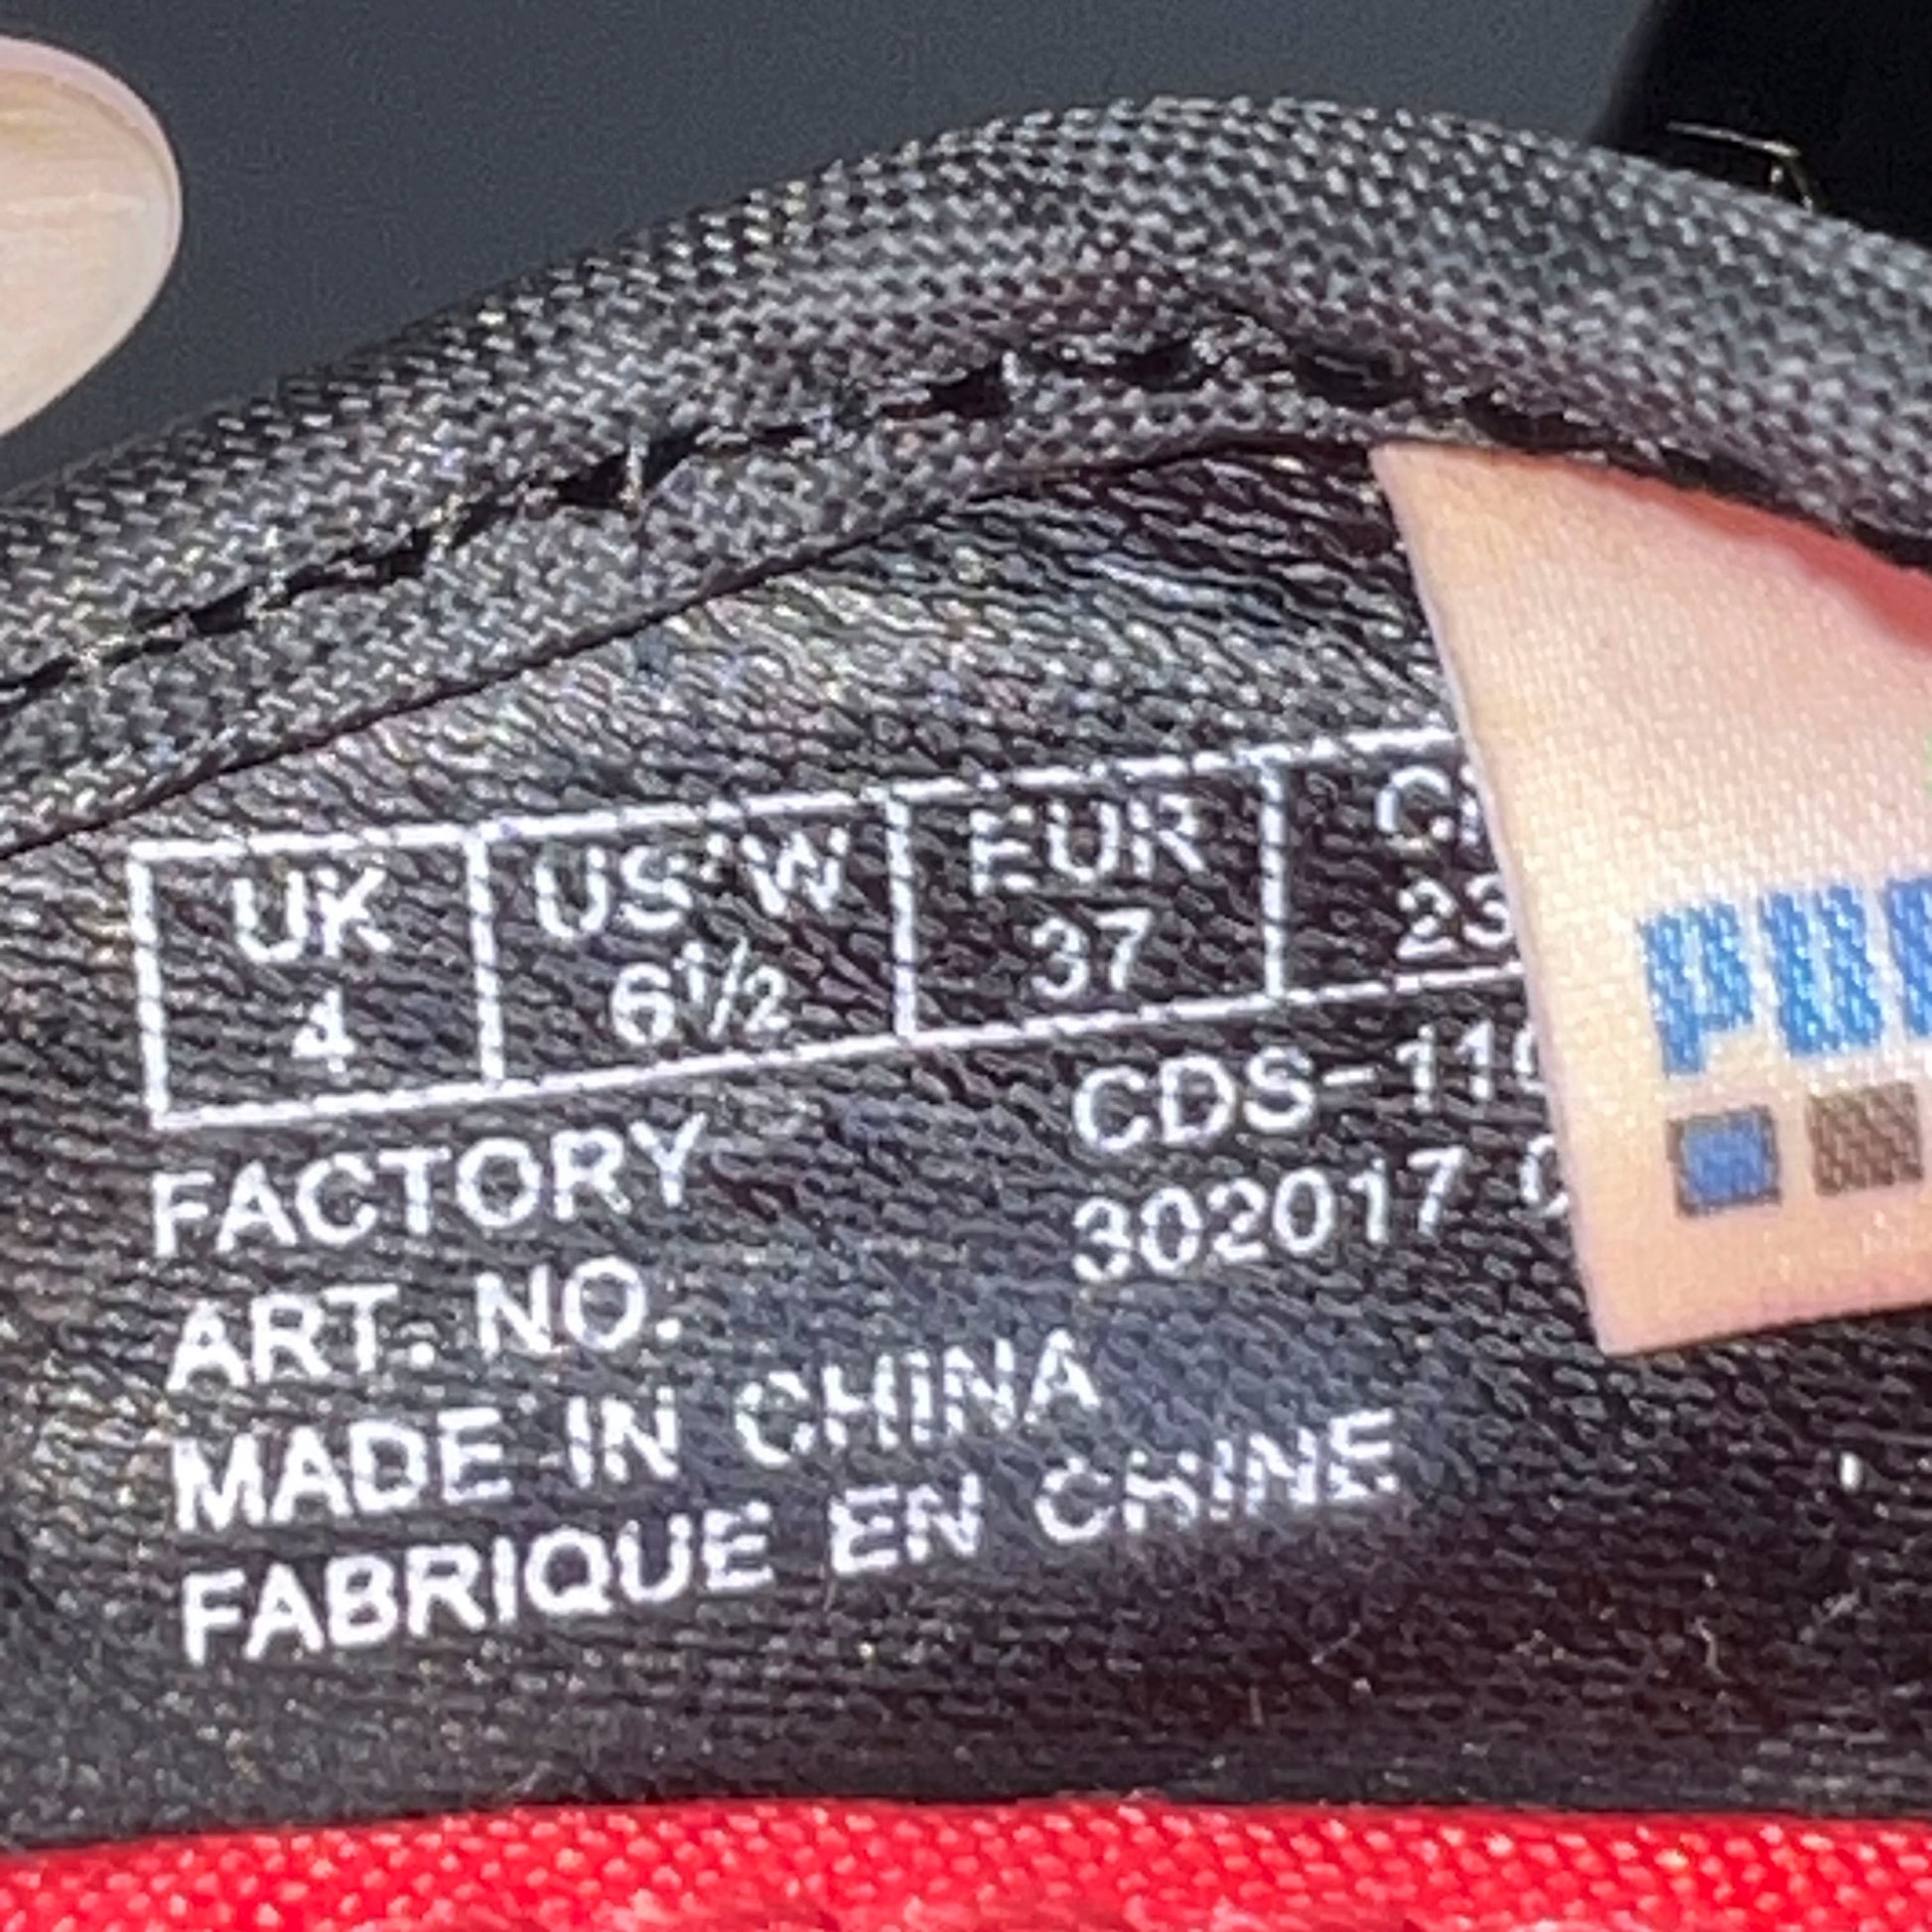 UK US W EUR
4 6½ 37
FACTORY CDS-11
ART. NO. 302017
MADE IN CHINA
FABRIQUE EN CHINE